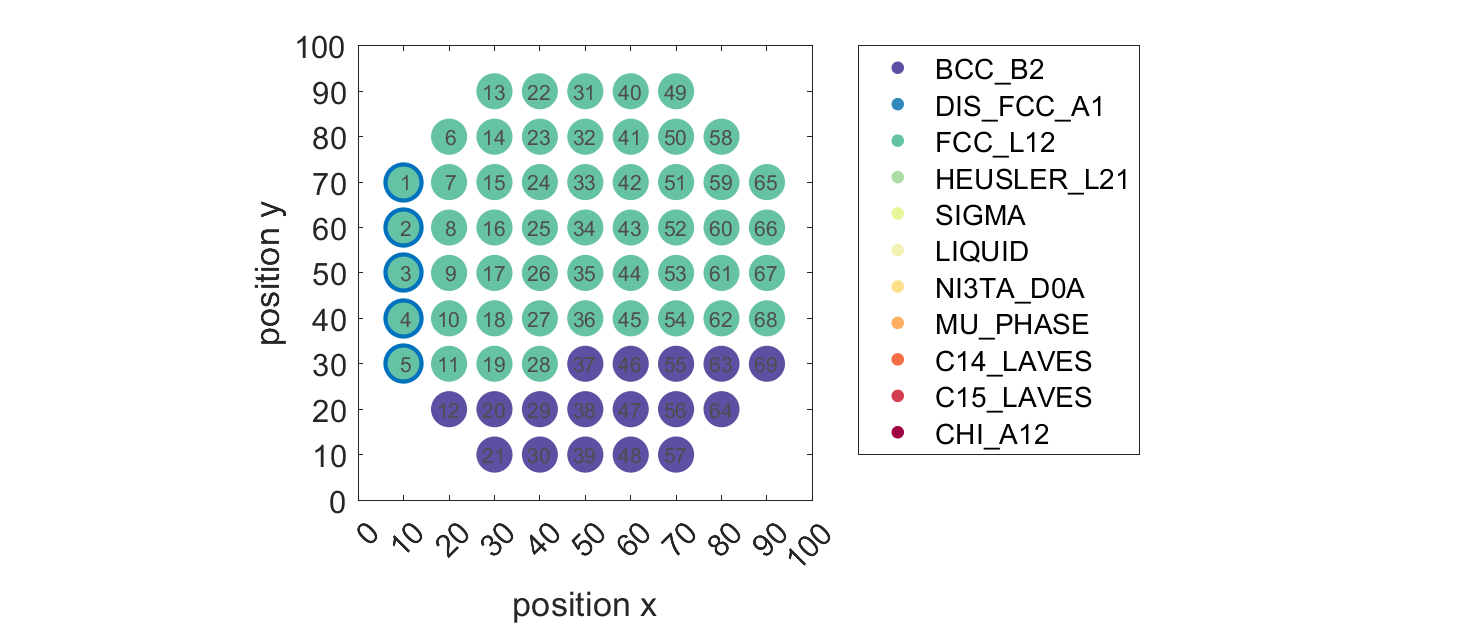 100
90
80
70
60
50
40
30
20
10
0
position y
13 22 31 40 49
6 14 23 32 41 50 58
1 7 15 24 33 42 51 59 65
2 8 16 25 34 43 52 60 66
3 9 17 26 35 44 53 61 67
4 10 18 27 36 45 54 62 68
5 11 19 28 37 46 55 63 69
12 20 29 38 47 56 64
21 30 39 48 57
0 10 20 30 40 50 60 70 80 90 100
position x
BCC_B2
DIS_FCC_A1
FCC_L12
HEUSLER_L21
SIGMA
LIQUID
NI3TA_D0A
MU_PHASE
C14_LAVES
C15_LAVES
CHI_A12